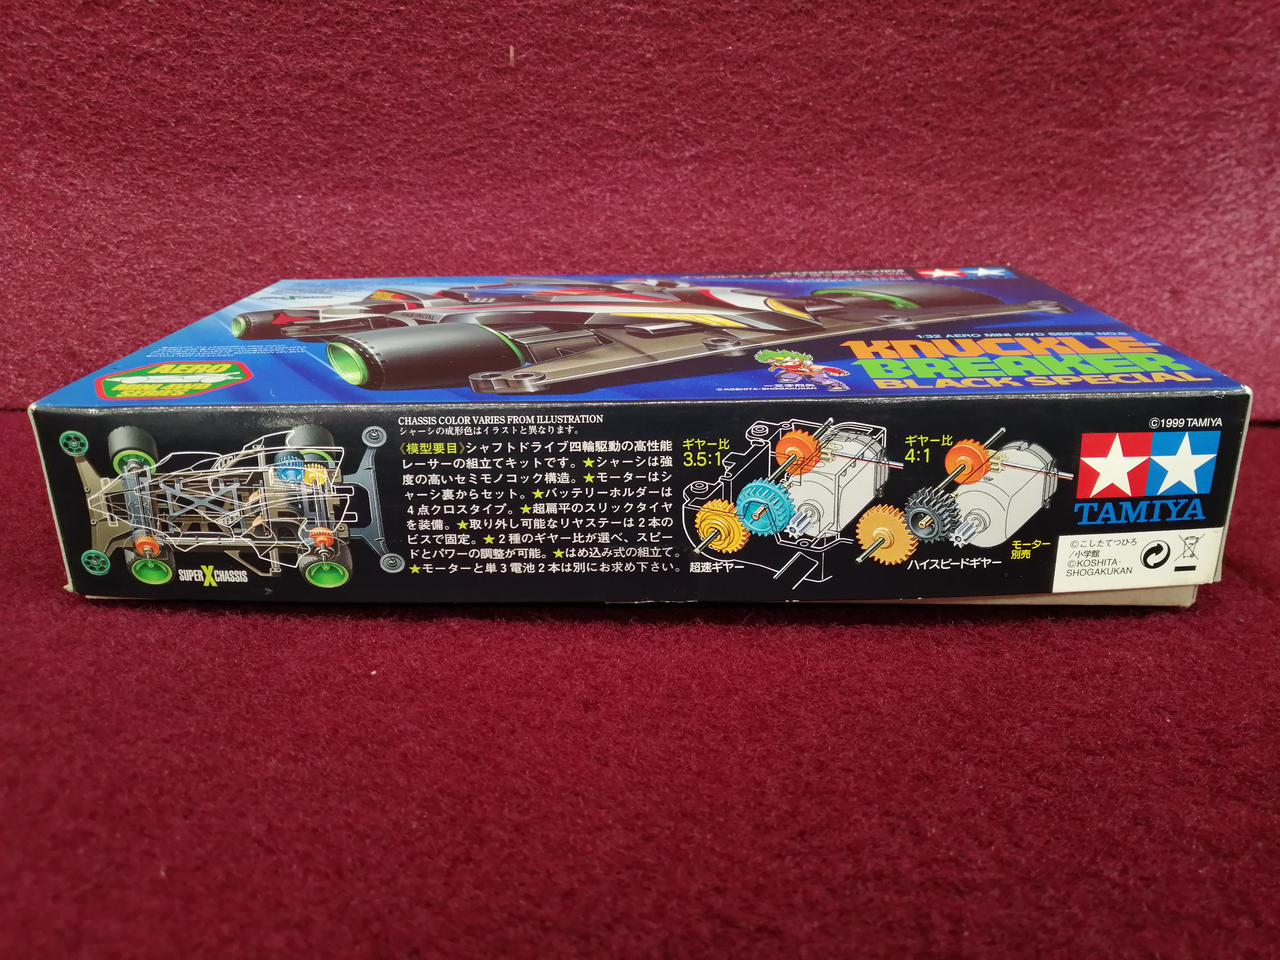 1/32 AERO MINI 4WD SERIES NO.
KNUCKLE-
BREAKER
BLACK SPECIAL
©KOSHITA・SHOGAKUKAN
AERO
SERIES
CHASSIS COLOR VARIES FROM ILLUSTRATION
シャーシの成形色はイラストと異なります。
《模型要目》シャフトドライブ四輪駆動の高性能
レーサーの組立てキットです。★シャーシは強
度の高いセミモノコック構造。★モーターはシ
ャーシ裏からセット。★バッテリーホルダーは
4点クロスタイプ。★超扁平のスリックタイヤ
を装備。★取り外し可能なリヤステーは2本の
ビスで固定。★2種のギヤー比が選べ、スピー
ドとパワーの調整が可能。★はめ込み式の組立て。
★モーターと単3電池2本は別にお求め下さい。
SUPER X CHASSIS
ギヤー比
3.5:1
超速ギヤー
ギヤー比
4:1
ハイスピードギヤー
モーター
別売
©1999 TAMIYA
TAMIYA
©こしたてつひろ
/小学館
©KOSHITA・
SHOGAKUKAN